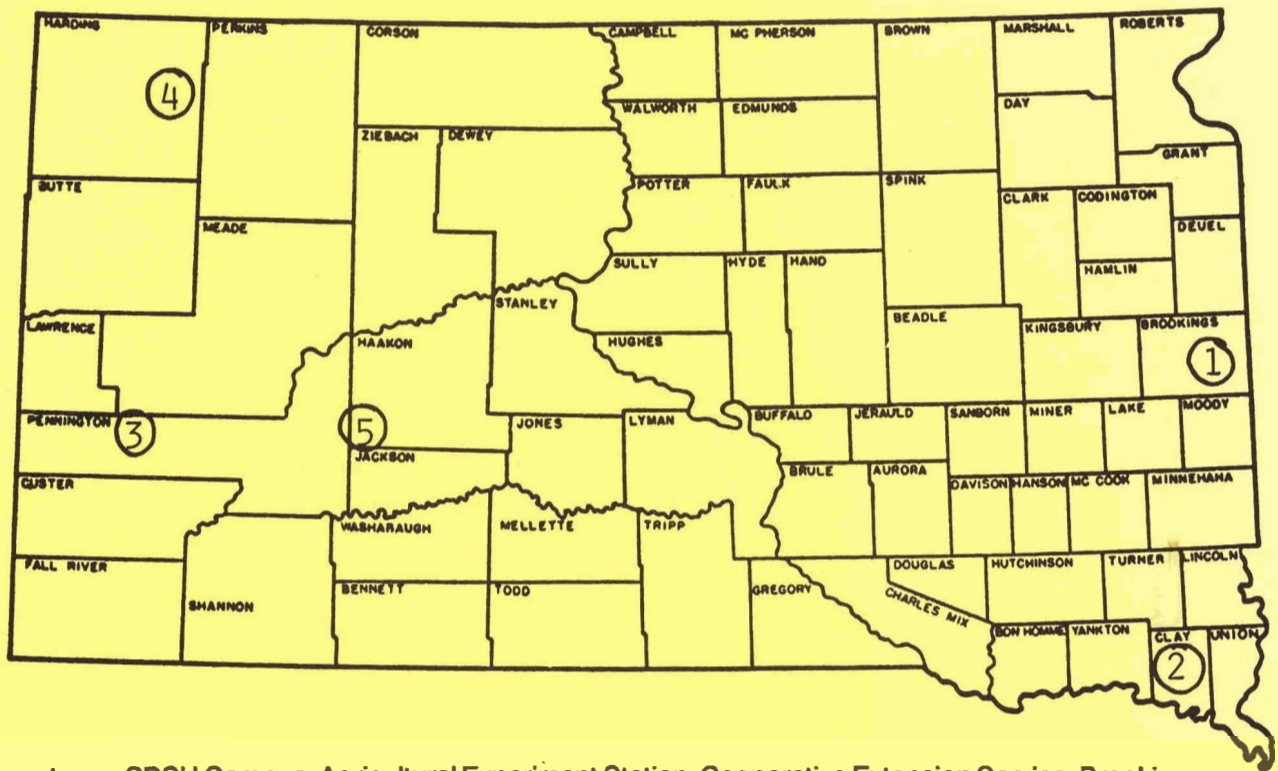 HARDING PERKINS CORSON CAMPBELL MC PHERSON BROWN MARSHALL ROBERTS
4
WALWORTH EDMUNDS DAY
ZIEBACH DEWEY GRANT
BUTTE POTTER FAULK SPINK CLARK CODINGTON
MEADE DEUEL
SULLY HYDE HAND HAMLIN
STANLEY
LAWRENCE HAAKON HUGHES BEADLE KINGSBURY BROOKINGS
1
PENNINGTON 3 5 JONES LYMAN BUFFALO JERAULD SANBORN MINER LAKE MOODY
JACKSON
CUSTER BRULE AURORA DAVISON HANSON MC COOK MINNEHAHA
WASHABAUGH MELLETTE TRIPP
FALL RIVER SHANNON BENNETT TODD GREGORY DOUGLAS HUTCHINSON TURNER LINCOLN
CHARLES MIX
BON HOMME YANKTON CLAY UNION
2